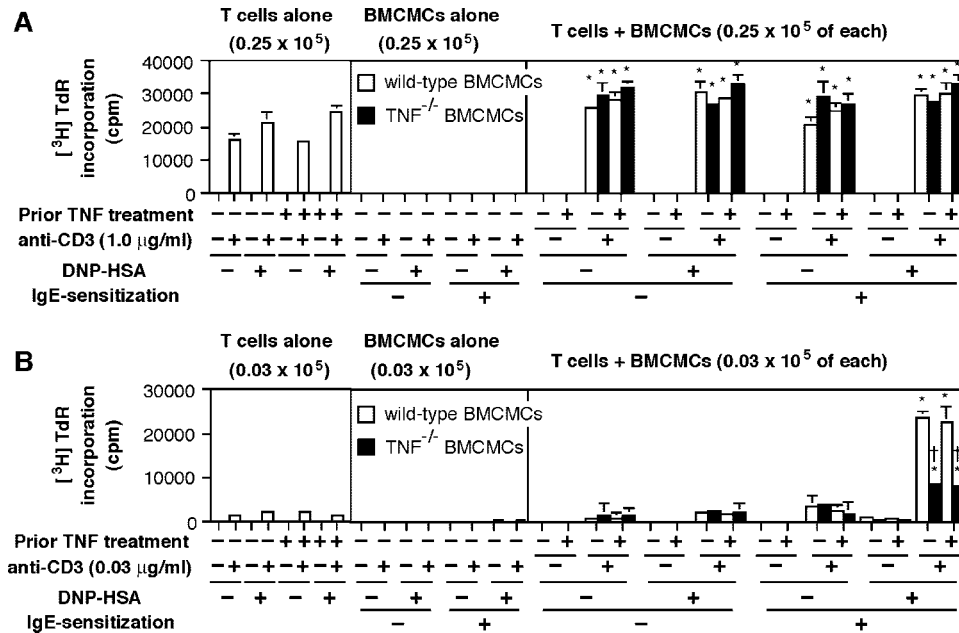 A
T cells alone
(0.25 x 10⁵)
BMCMCs alone
(0.25 x 10⁵)
T cells + BMCMCs (0.25 x 10⁵ of each)
[³H] TdR
incorporation
(cpm)
40000
30000
20000
10000
0
wild-type BMCMCs
TNF⁻/⁻ BMCMCs
* * * * * * * * * * * * * * * *
Prior TNF treatment − − − − + + + + − + − + − + − + − + − + − + − +
anti-CD3 (1.0 µg/ml) − + − + − + − + − + − + − + − + − + − + − + − +
DNP-HSA − + − + − + − + − + − +
IgE-sensitization − + − +
B
T cells alone
(0.03 x 10⁵)
BMCMCs alone
(0.03 x 10⁵)
T cells + BMCMCs (0.03 x 10⁵ of each)
[³H] TdR
incorporation
(cpm)
30000
20000
10000
0
wild-type BMCMCs
TNF⁻/⁻ BMCMCs
* *
† †
* *
Prior TNF treatment − − − − + + + + − + − + − + − + − + − + − + − +
anti-CD3 (0.03 µg/ml) − + − + − + − + − + − + − + − + − + − + − + − +
DNP-HSA − + − + − + − + − + − +
IgE-sensitization − + − +